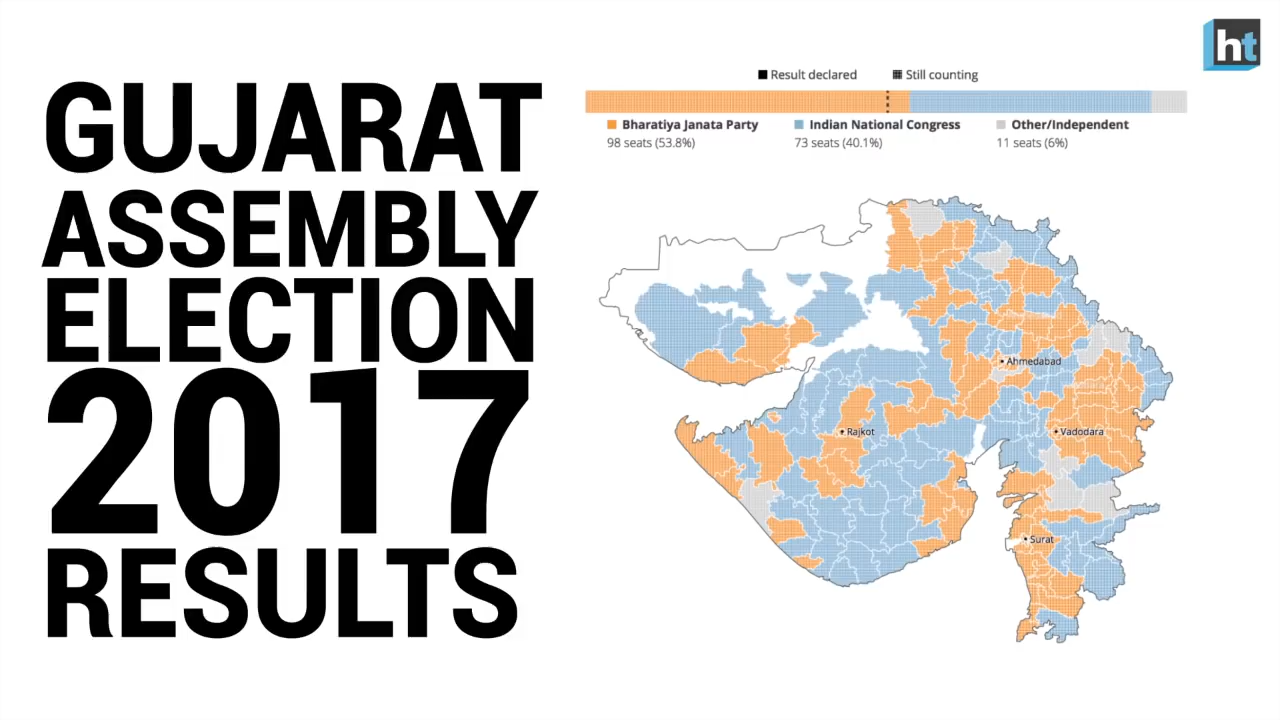 GUJARAT
ASSEMBLY
ELECTION
2017
RESULTS
ht
Result declared Still counting
Bharatiya Janata Party Indian National Congress Other/Independent
98 seats (53.8%) 73 seats (40.1%) 11 seats (6%)
Ahmedabad
Rajkot Vadodara
Surat